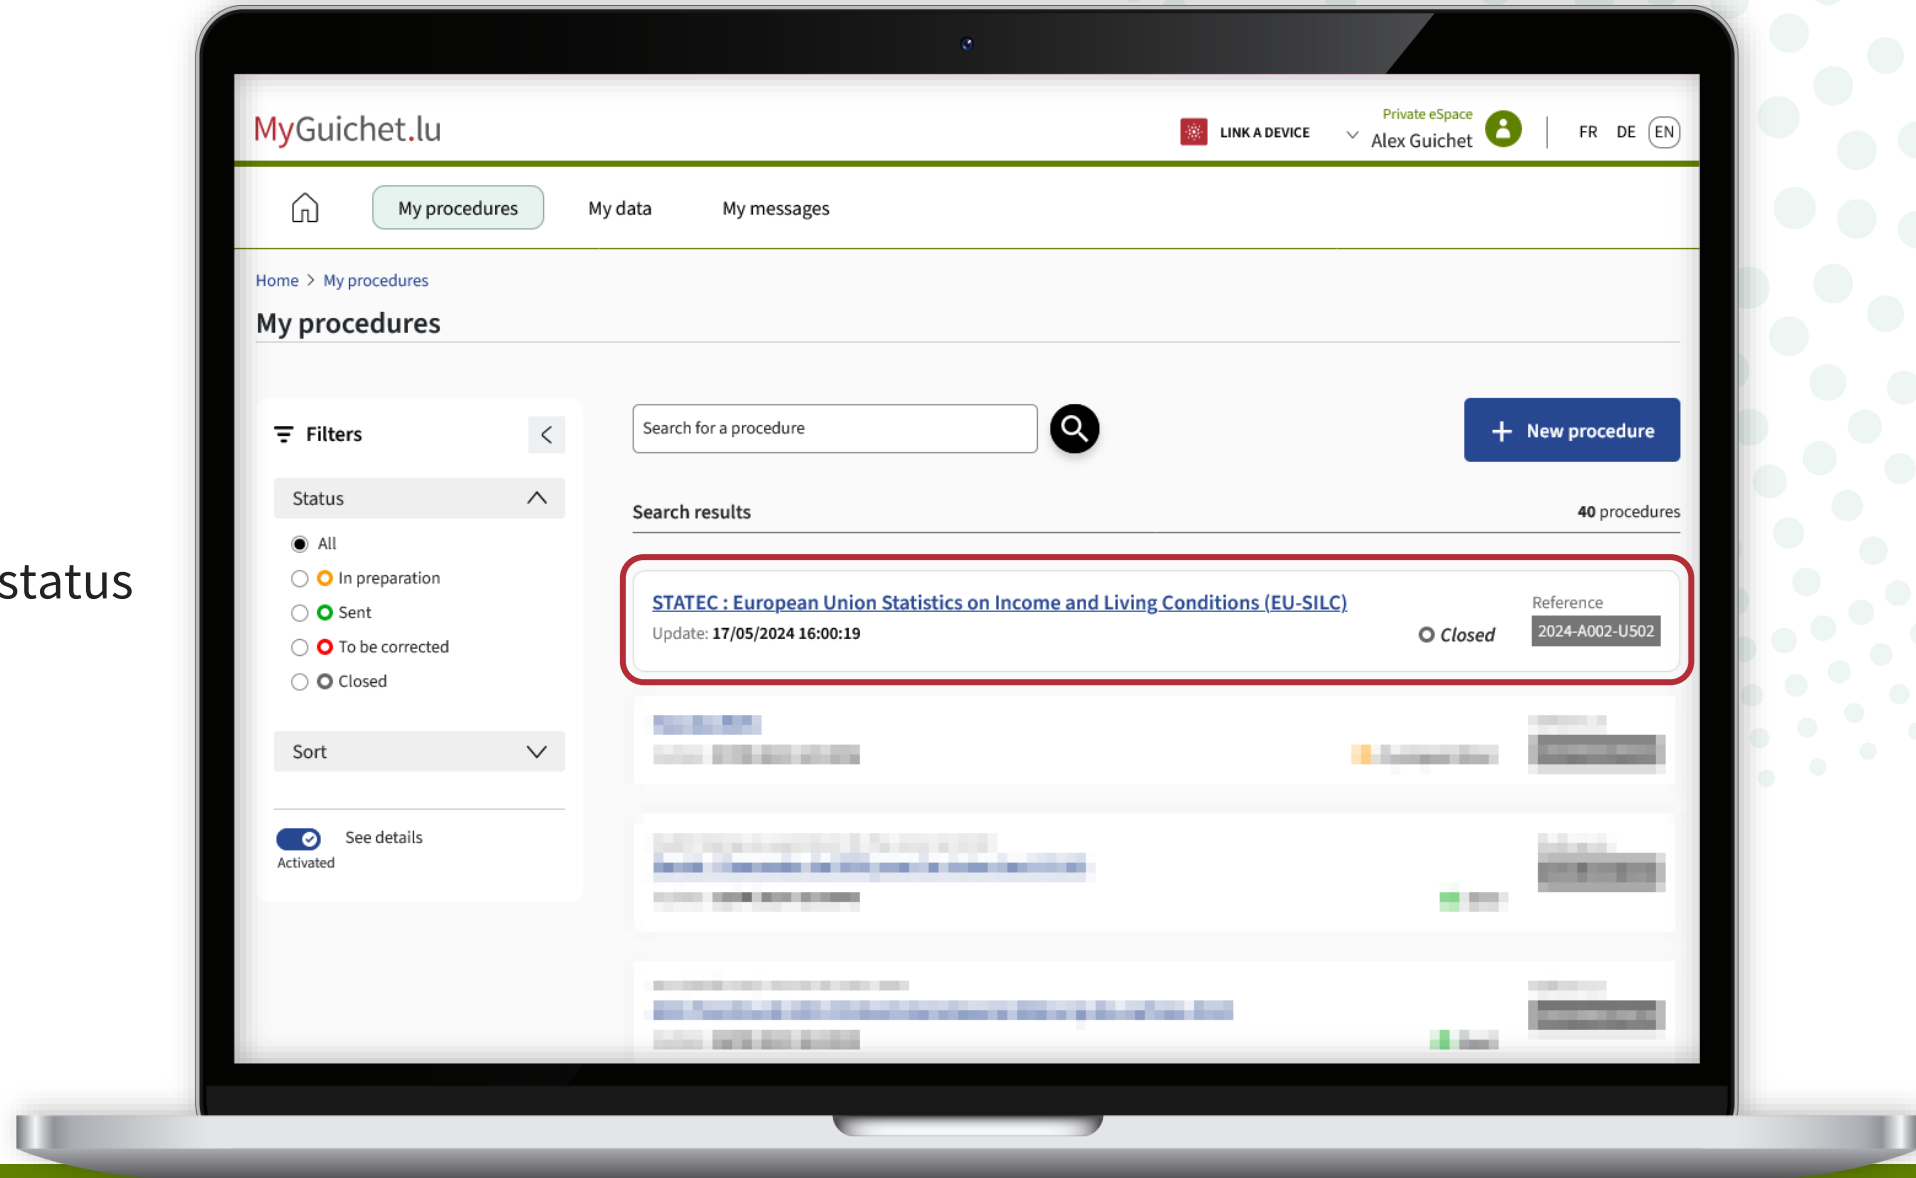 status
MyGuichet.lu
LINK A DEVICE
Private eSpace
Alex Guichet
FR DE EN
My procedures My data My messages
Home > My procedures
My procedures
Filters
Status
All
In preparation
Sent
To be corrected
Closed
Sort
See details
Activated
Search for a procedure
+ New procedure
Search results
40 procedures
STATEC : European Union Statistics on Income and Living Conditions (EU-SILC)
Update: 17/05/2024 16:00:19
Closed
Reference
2024-A002-U502